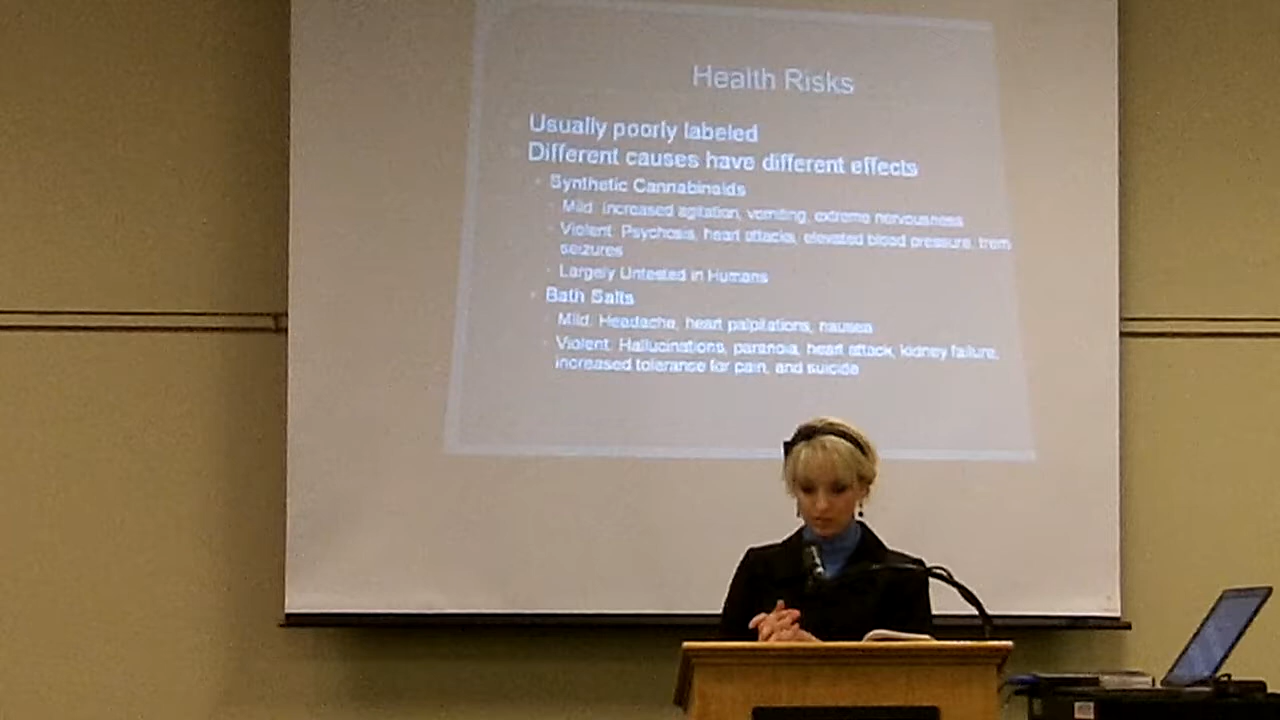 Health Risks
Usually poorly labeled
Different causes have different effects
Synthetic Cannabinoids
Mild: Increased agitation, vomiting, extreme nervousness
Violent: Psychosis, heart attacks, elevated blood pressure,
seizures
Largely Untested in Humans
Bath Salts
Mild: Headache, heart palpitations, nausea
Violent: Hallucinations, paranoia, heart attack, kidney failure,
increased tolerance for pain, and suicide